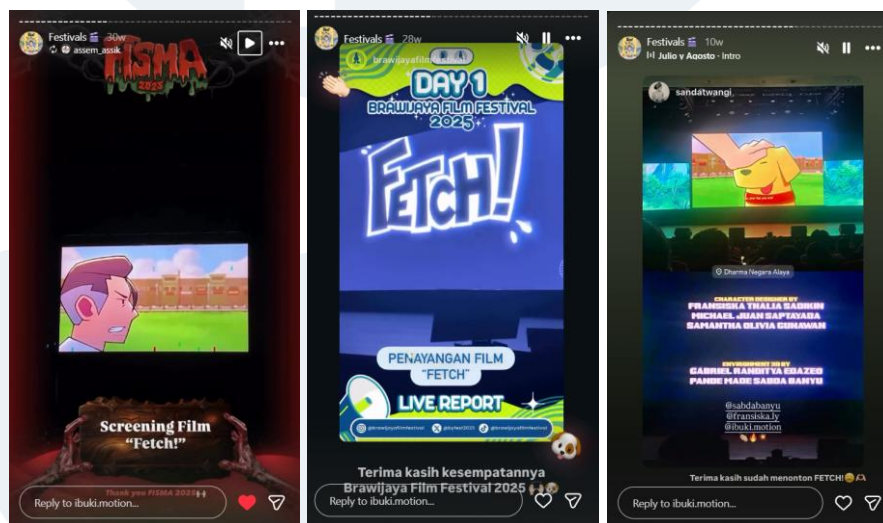 Festivals 30w
assem_assik
FISMA
2025
Screening Film
“Fetch!”
Thank you FISMA 2025
Reply to ibuki.motion...
Festivals 28w
brawijayafilmfestival
DAY 1
BRAWIJAYA FILM FESTIVAL
2025
FETCH!
PENAYANGAN FILM
“FETCH”
LIVE REPORT
@brawijayafilmfestival
Terima kasih kesempatannya
Brawijaya Film Festival 2025
Reply to ibuki.motion...
Festivals 10w
Julio y Agosto · Intro
sandatwangi
Dharma Negara Alaya
CHARACTER DESIGNER BY
FRANSISKA THALIA SADIKIN
MICHAEL JUAN SAPTAYADA
SAMANTHA OLIVIA GUNAWAN
ENVIRONMENT 3D BY
GABRIEL RANDITYA EDAZEO
PANDE MADE SABDA BANYU
@sabdabanyu
@fransiska.ly
@ibuki.motion
Terima kasih sudah menonton FETCH!
Reply to ibuki.motion...